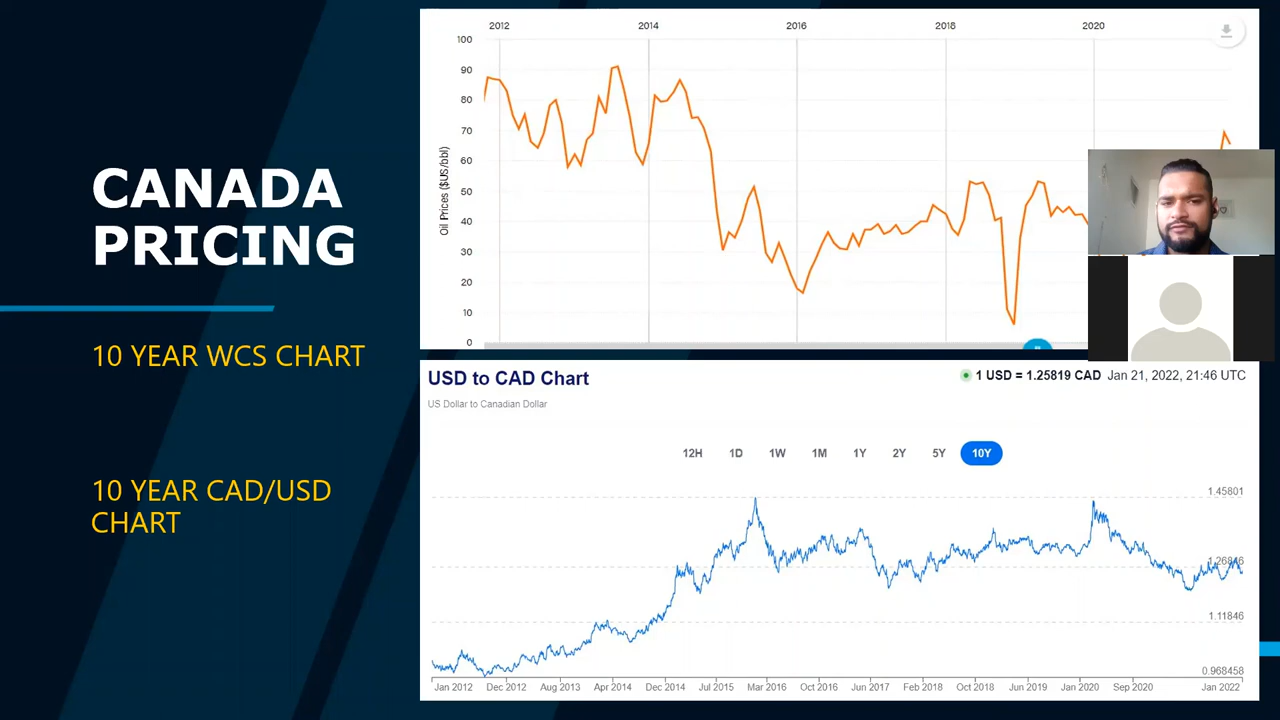 CANADA
PRICING
10 YEAR WCS CHART
10 YEAR CAD/USD
CHART
2012 2014 2016 2018 2020
100
90
80
70
60
50
40
30
20
10
0
Oil Prices ($US/bbl)
USD to CAD Chart
US Dollar to Canadian Dollar
1 USD = 1.25819 CAD Jan 21, 2022, 21:46 UTC
12H 1D 1W 1M 1Y 2Y 5Y 10Y
1.45801
1.26846
1.11846
0.968458
Jan 2012 Dec 2012 Aug 2013 Apr 2014 Dec 2014 Jul 2015 Mar 2016 Oct 2016 Jun 2017 Feb 2018 Oct 2018 Jun 2019 Jan 2020 Sep 2020 Jan 2022